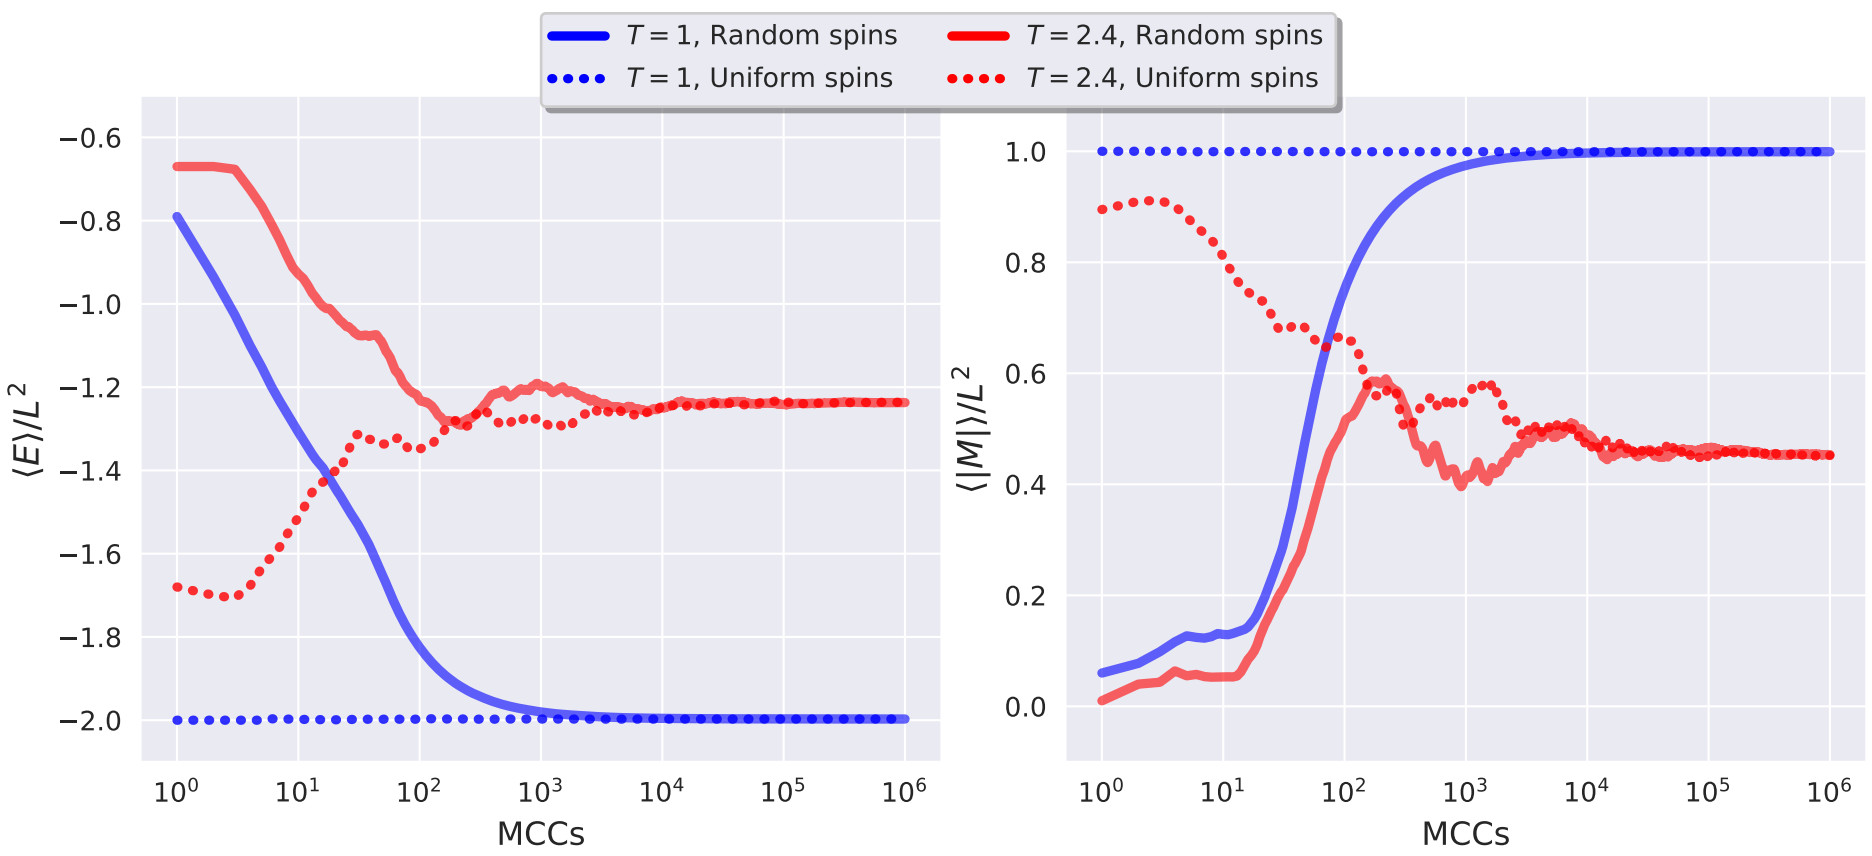 T = 1, Random spins
T = 1, Uniform spins
T = 2.4, Random spins
T = 2.4, Uniform spins
⟨E⟩/L²
−0.6
−0.8
−1.0
−1.2
−1.4
−1.6
−1.8
−2.0
10⁰ 10¹ 10² 10³ 10⁴ 10⁵ 10⁶
MCCs
⟨|M|⟩/L²
1.0
0.8
0.6
0.4
0.2
0.0
10⁰ 10¹ 10² 10³ 10⁴ 10⁵ 10⁶
MCCs